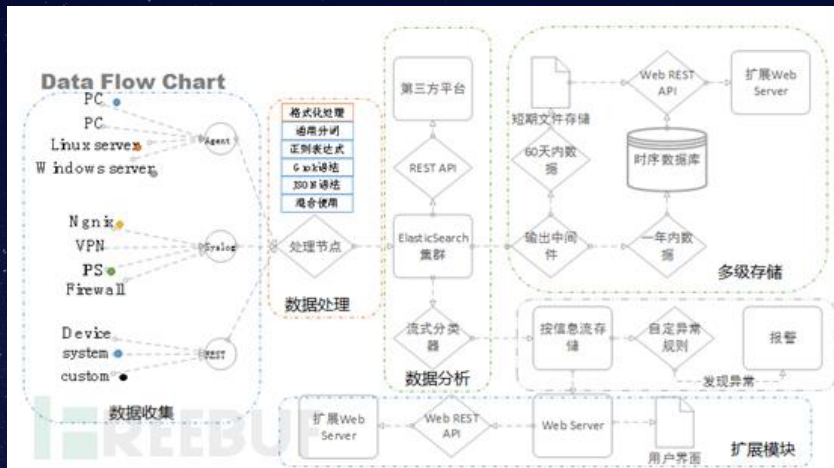 Data Flow Chart
PC
PC
Linux server
Windows server
Agent
Ngnix
VPN
PS
Firewall
Syslog
Device
system
custom
REST
数据收集
格式化处理
通用分词
正则表达式
Grok语法
JSON语法
混合使用
处理节点
数据处理
第三方平台
REST API
ElasticSearch
集群
流式分类
器
数据分析
短期文件存储
60天内数
据
输出中间
件
Web REST
API
扩展Web
Server
时序数据库
一年内数
据
多级存储
按信息流存
储
自定异常
规则
报警
发现异常
扩展Web
Server
Web REST
API
Web Server
用户界面
扩展模块
REEBUF